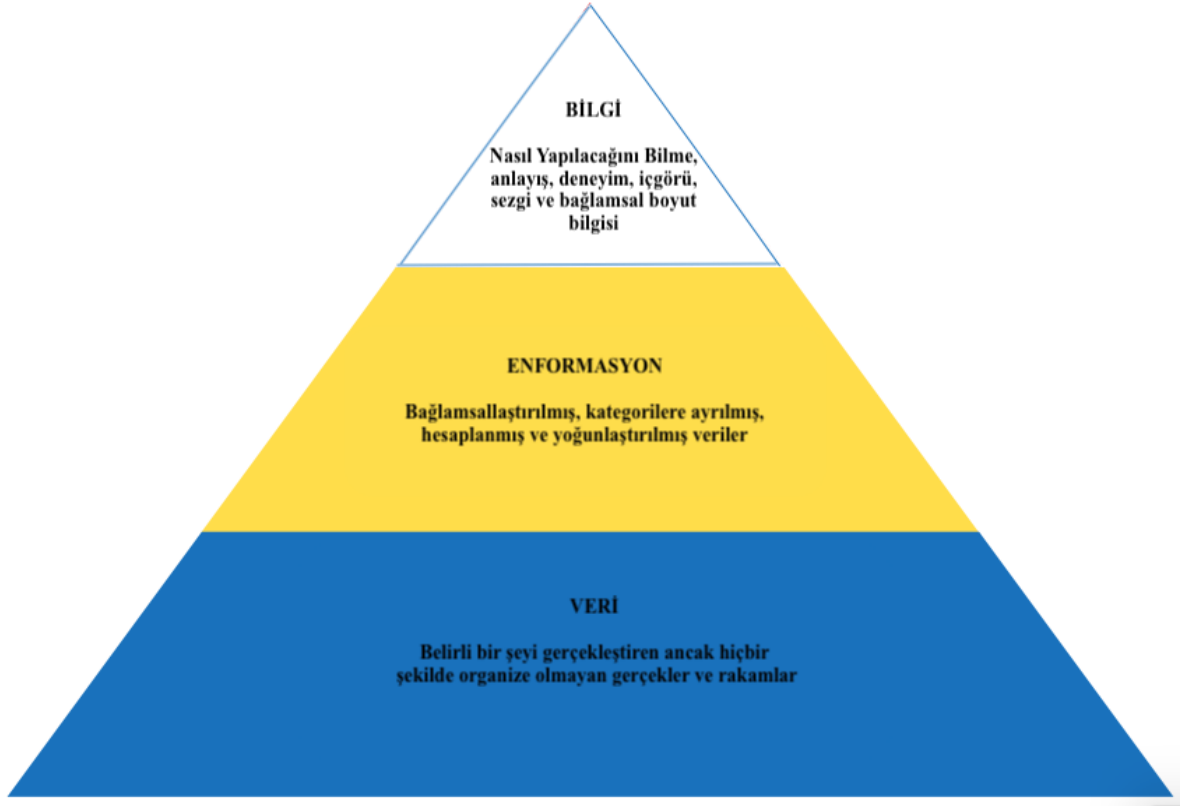 BİLGİ
Nasıl Yapılacağını Bilme,
anlayış, deneyim, içgörü,
sezgi ve bağlamsal boyut
bilgisi
ENFORMASYON
Bağlamsallaştırılmış, kategorilere ayrılmış,
hesaplanmış ve yoğunlaştırılmış veriler
VERİ
Belirli bir şeyi gerçekleştiren ancak hiçbir
şekilde organize olmayan gerçekler ve rakamlar